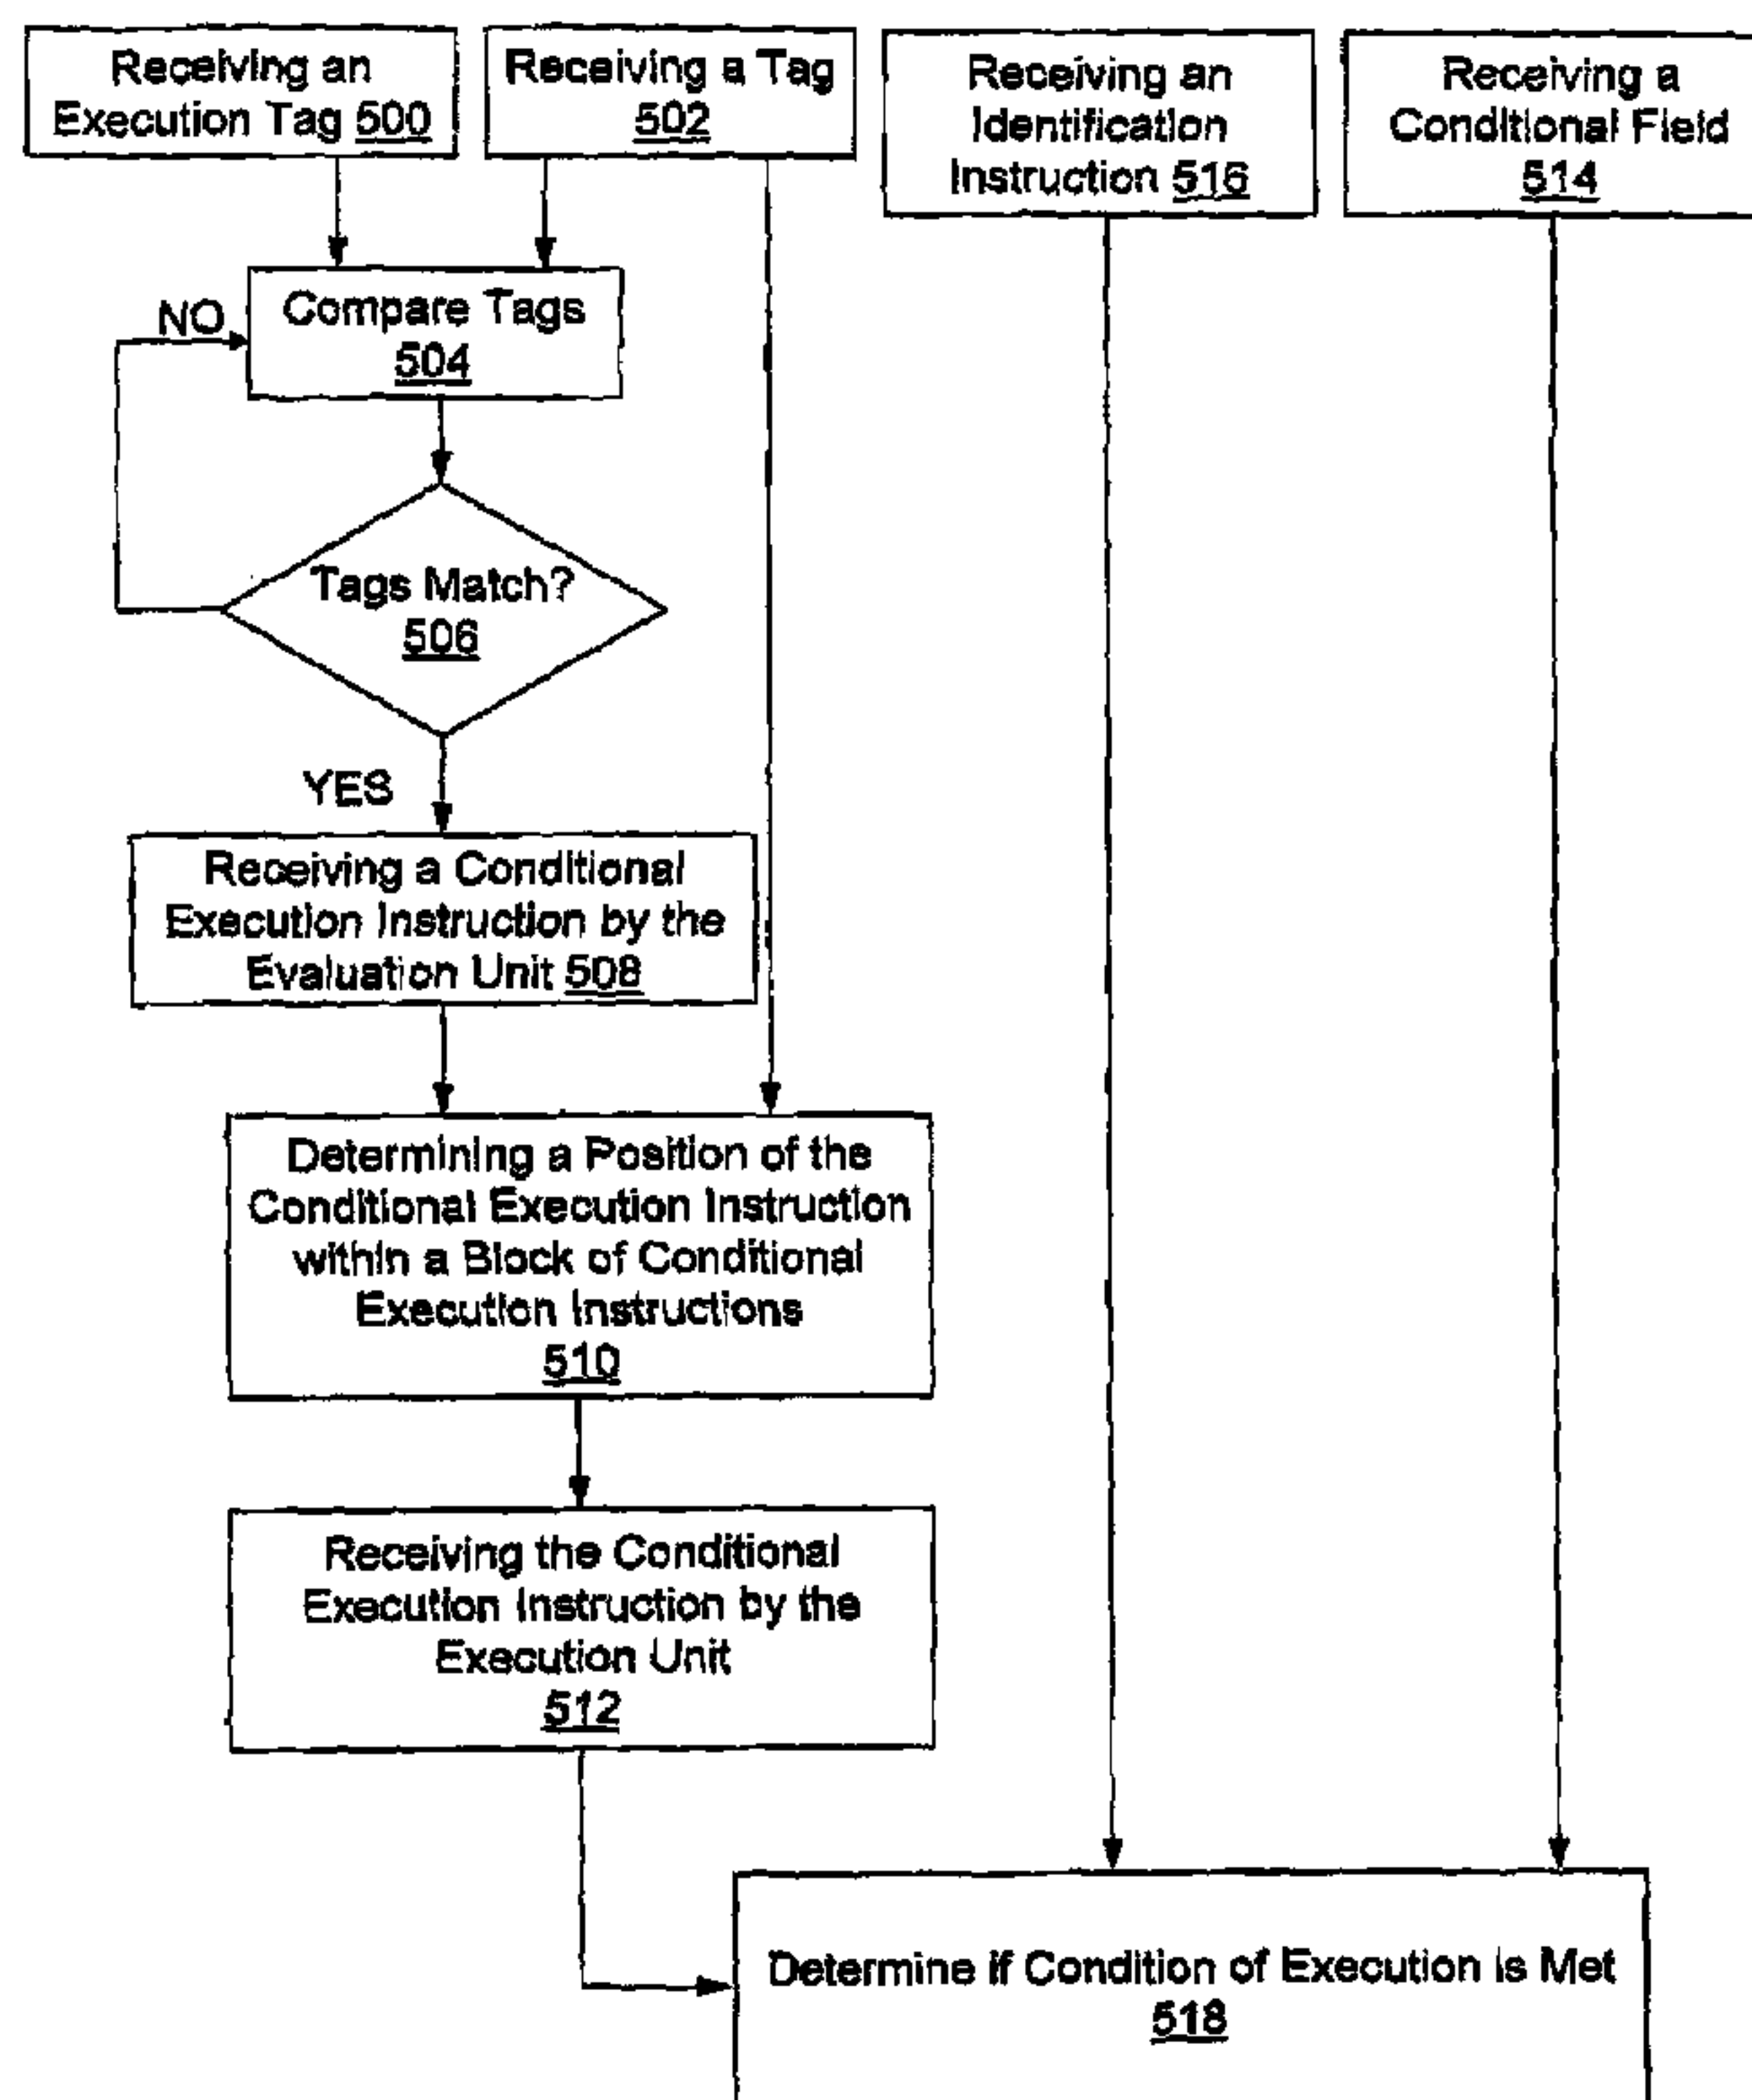 Receiving an
Execution Tag 500
Receiving a Tag
502
Receiving an
Identification
Instruction 516
Receiving a
Conditional Field
514
NO
Compare Tags
504
Tags Match?
506
YES
Receiving a Conditional
Execution Instruction by the
Evaluation Unit 508
Determining a Position of the
Conditional Execution Instruction
within a Block of Conditional
Execution Instructions
510
Receiving the Conditional
Execution Instruction by the
Execution Unit
512
Determine if Condition of Execution is Met
518